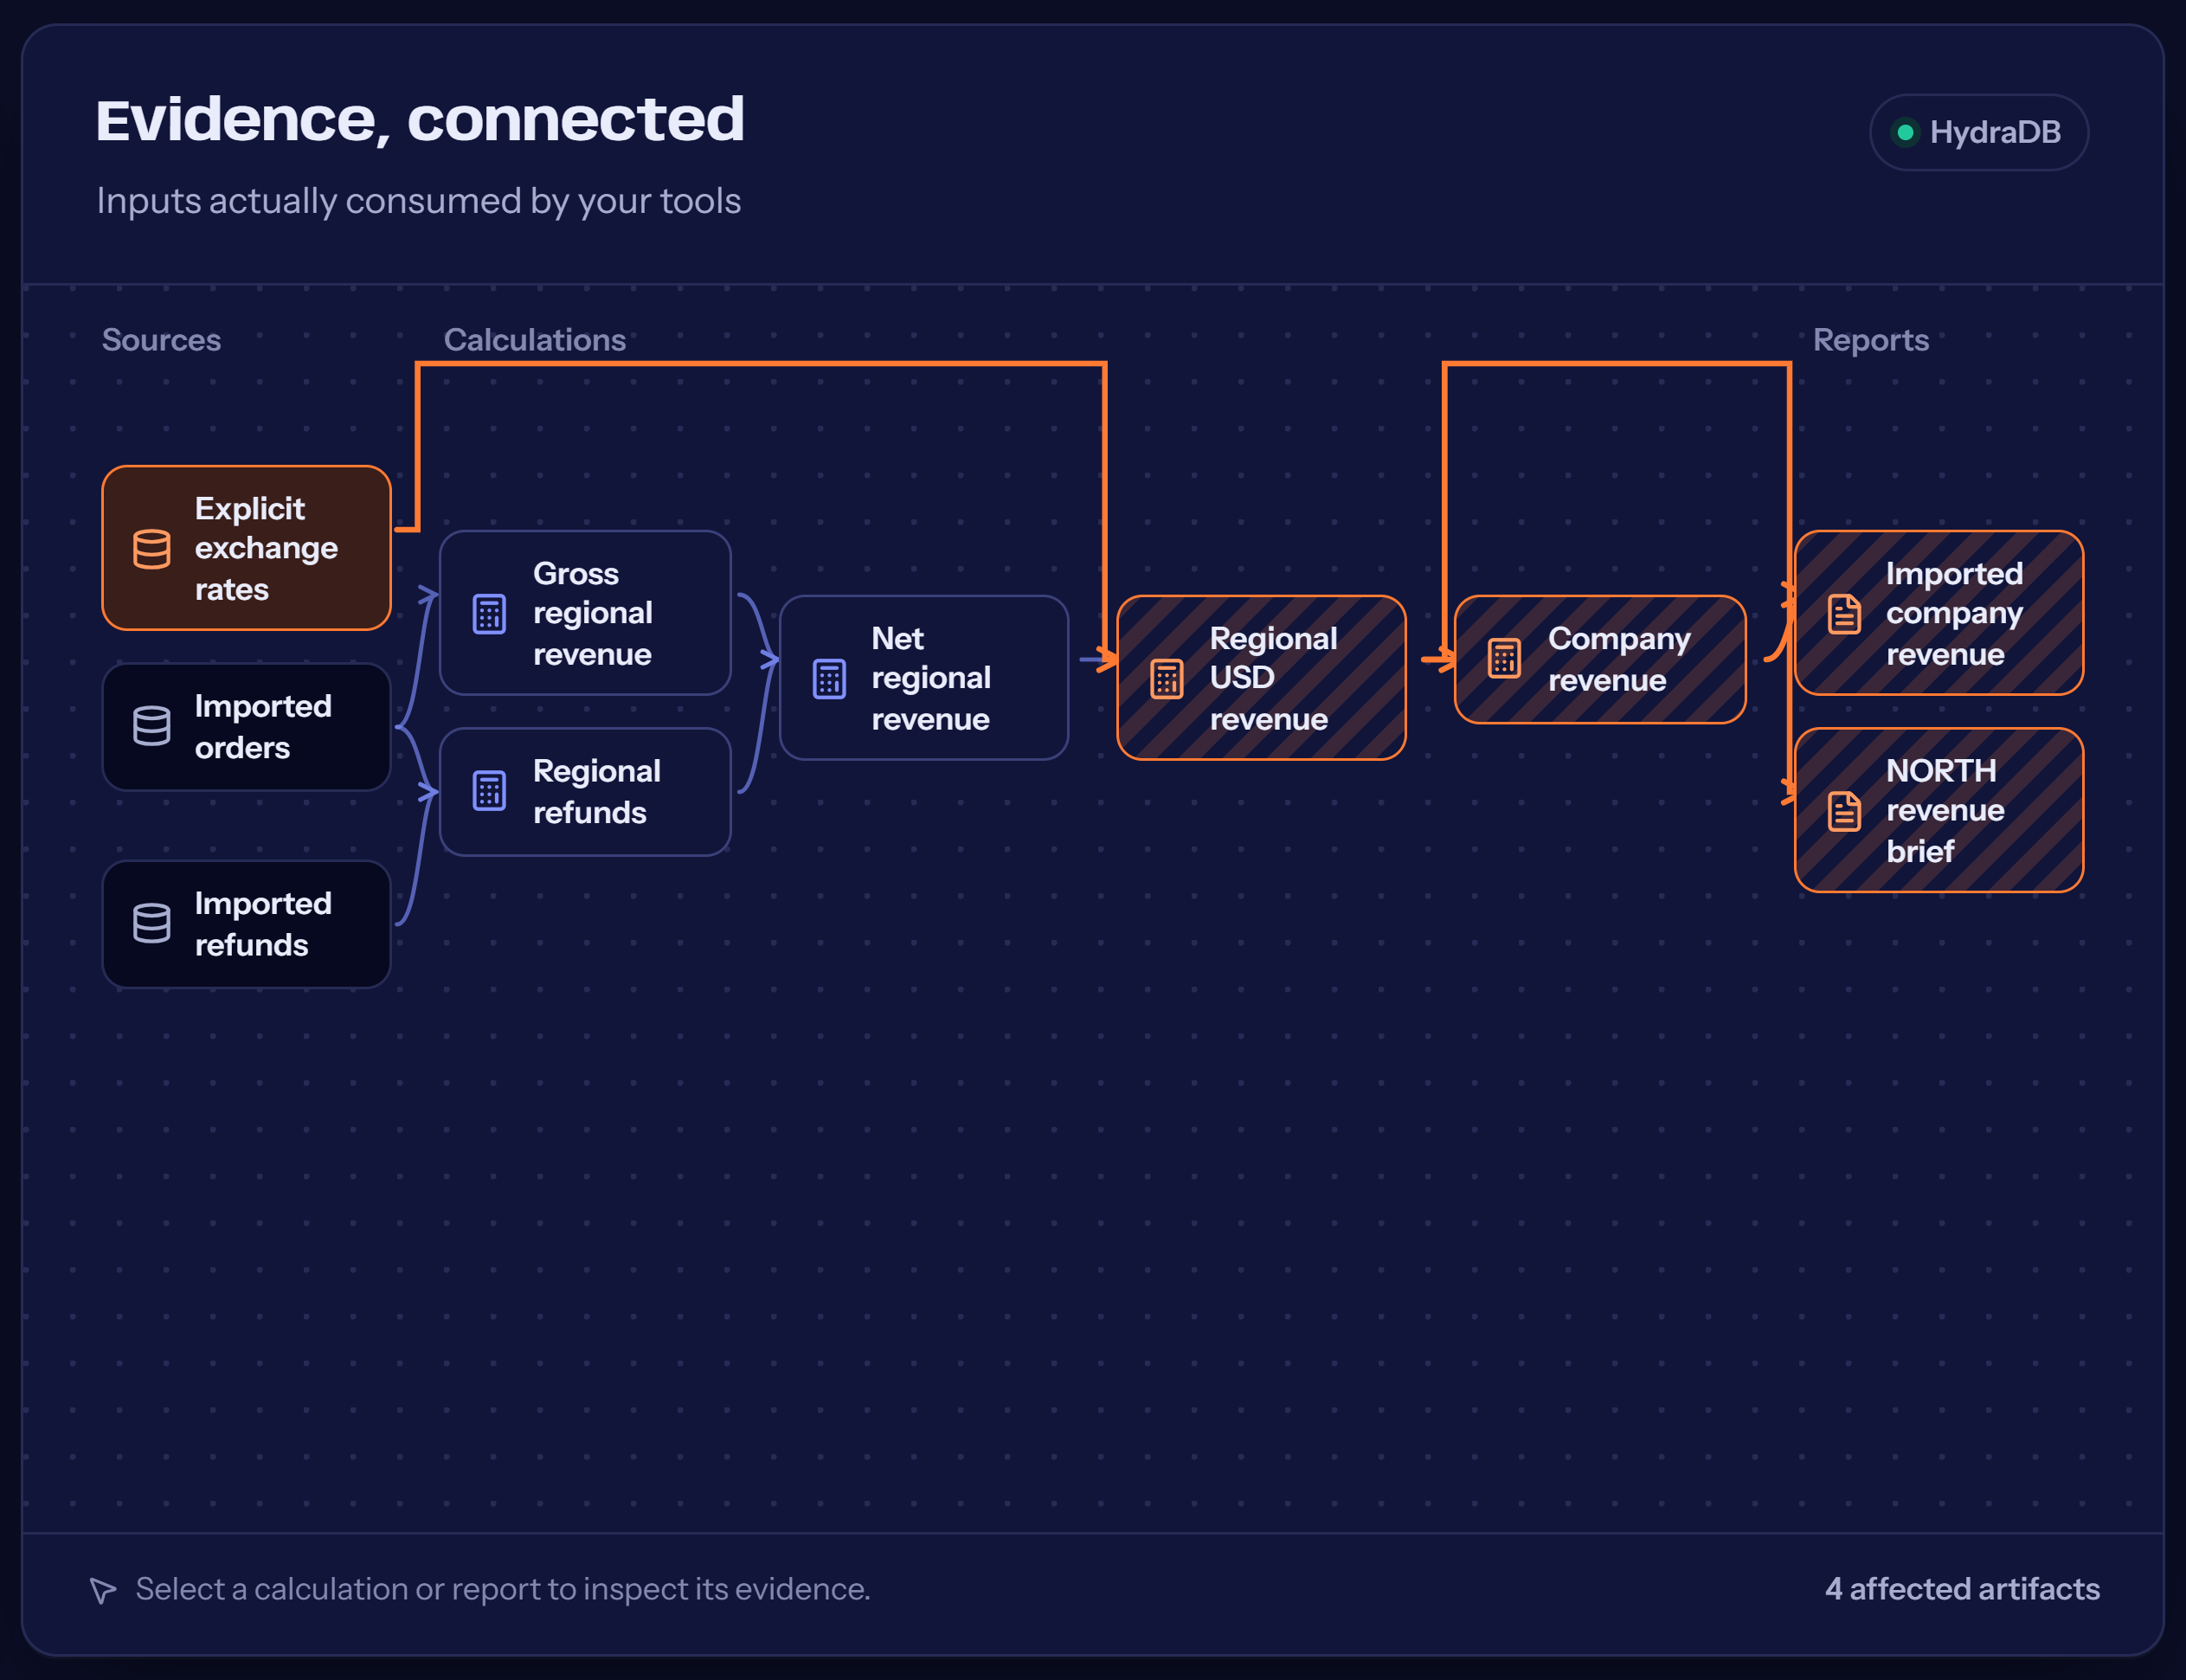 Evidence, connected
HydraDB
Inputs actually consumed by your tools
Sources
Calculations
Reports
Explicit
exchange
rates
Imported
orders
Imported
refunds
Gross
regional
revenue
Regional
refunds
Net
regional
revenue
Regional
USD
revenue
Company
revenue
Imported
company
revenue
NORTH
revenue
brief
Select a calculation or report to inspect its evidence.
4 affected artifacts